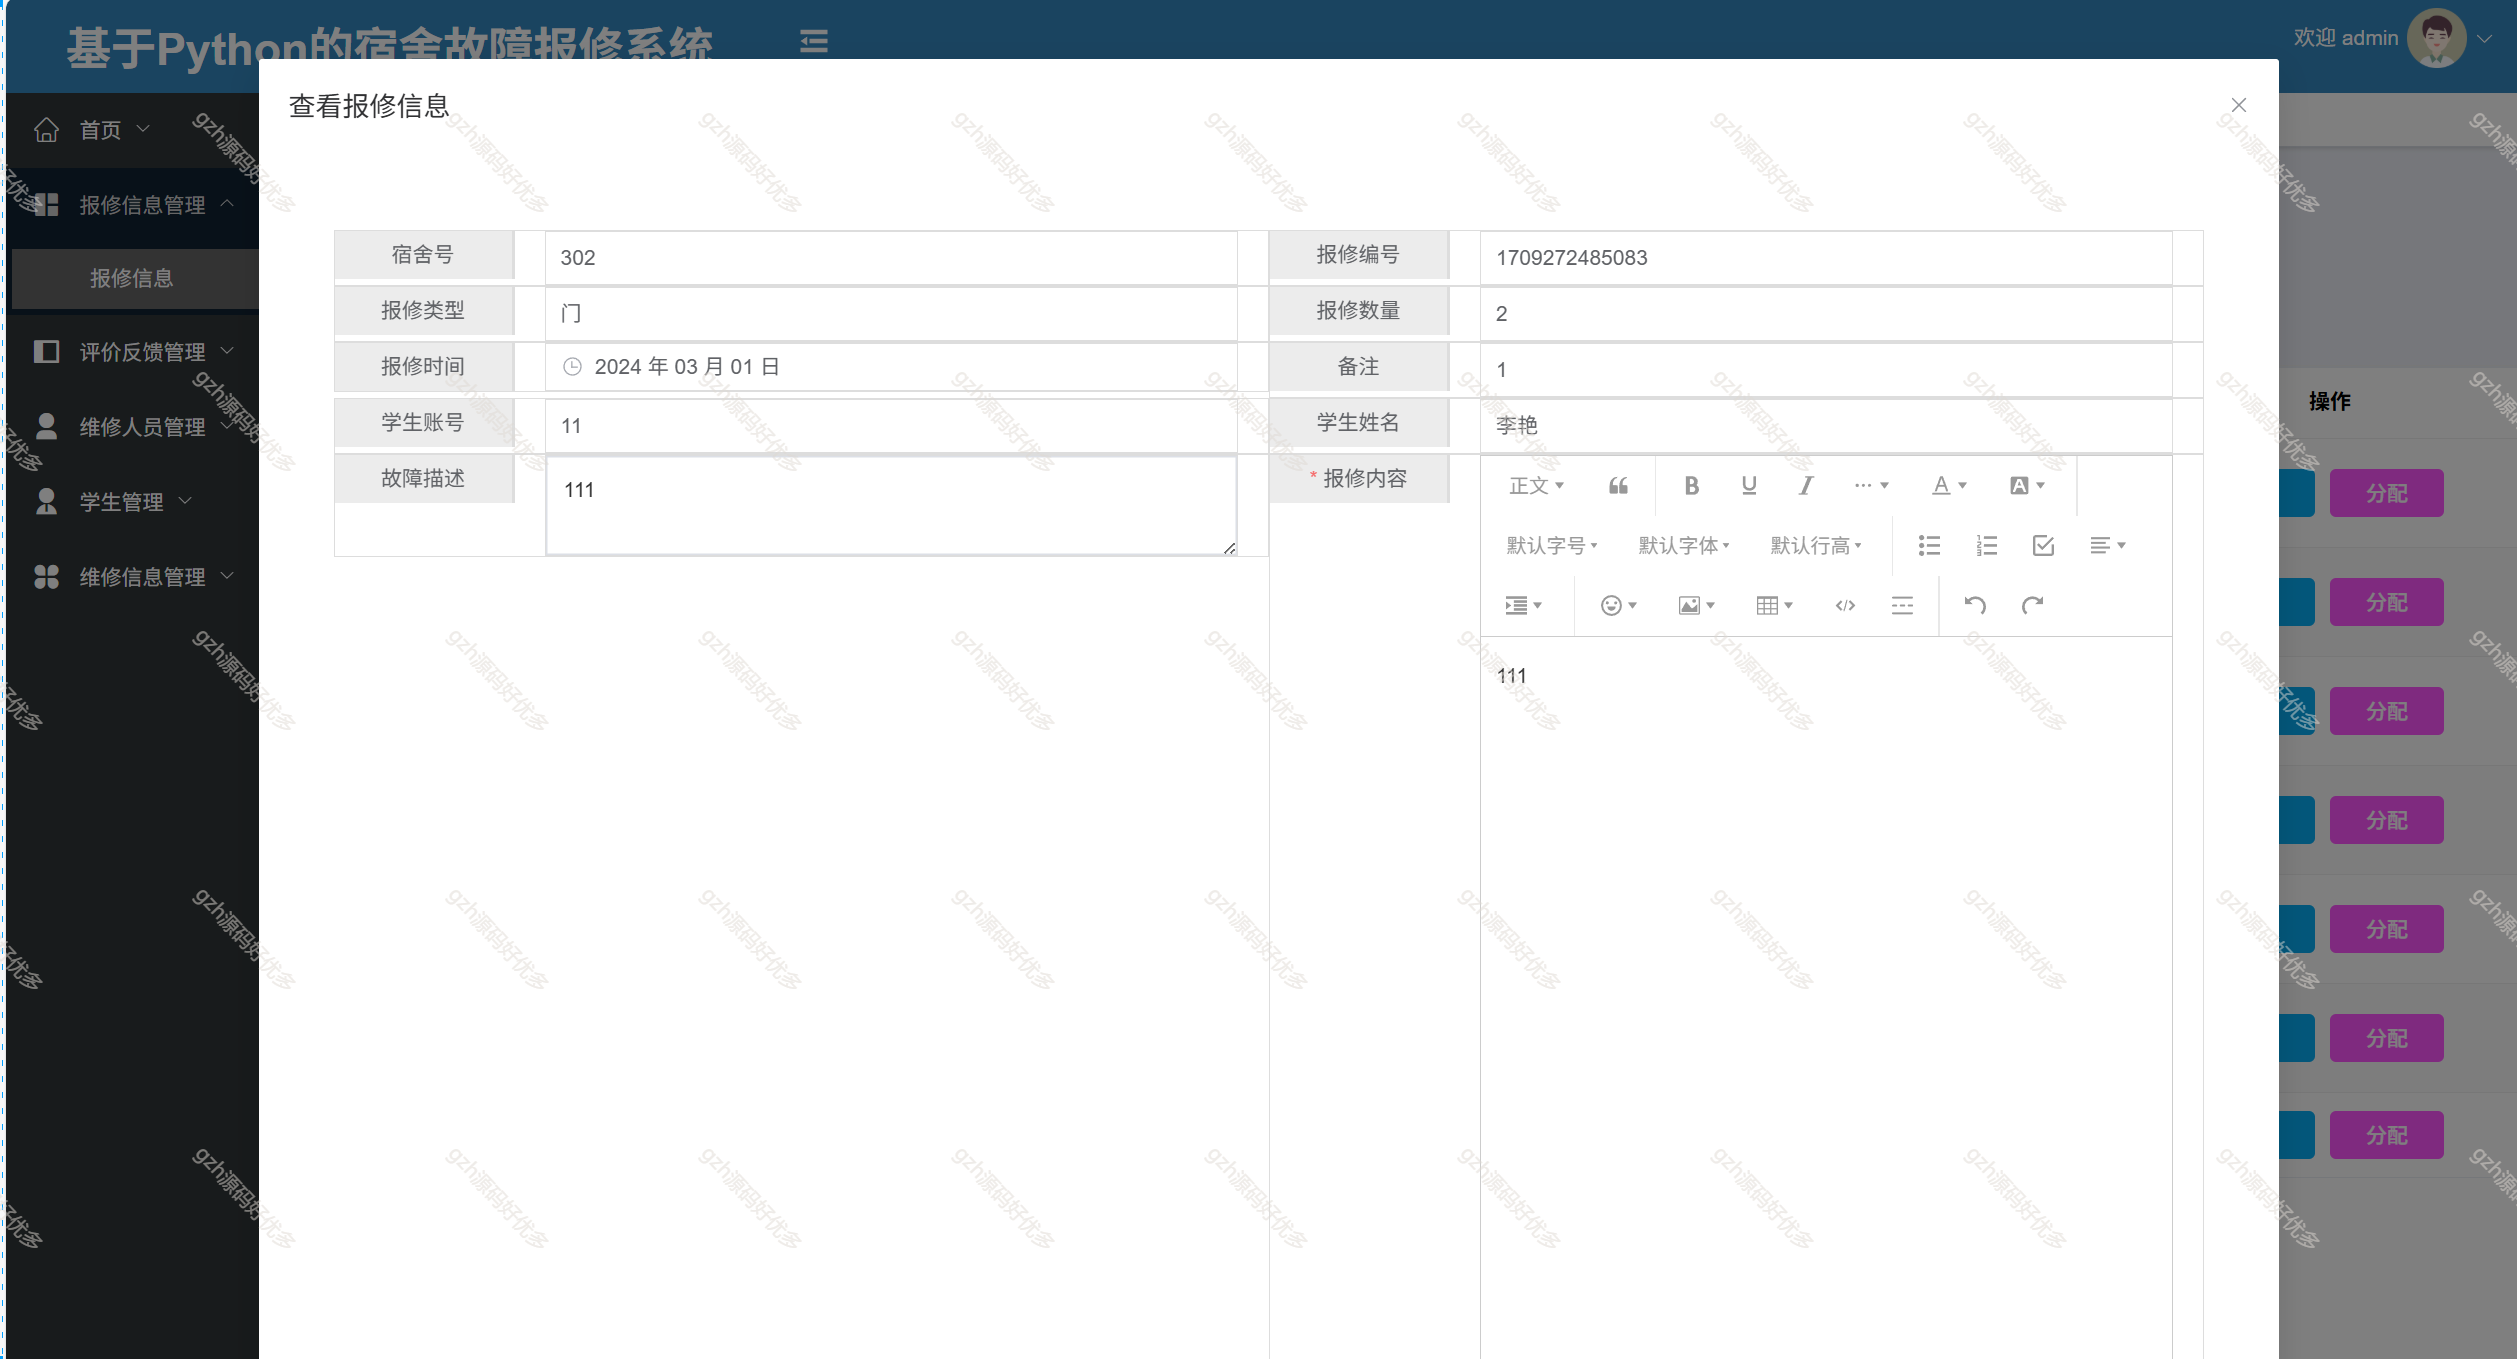 基于Python的宿舍故障报修系统
欢迎 admin
首页
报修信息管理
报修信息
评价反馈管理
维修人员管理
学生管理
维修信息管理
查看报修信息
宿舍号 302 报修编号 1709272485083
报修类型 门 报修数量 2
报修时间 2024 年 03 月 01 日 备注 1
学生账号 11 学生姓名 李艳
故障描述 111 * 报修内容
正文 B U I A A
默认字号 默认字体 默认行高
111
操作
分配
分配
分配
分配
分配
分配
分配
gzh源码好优多